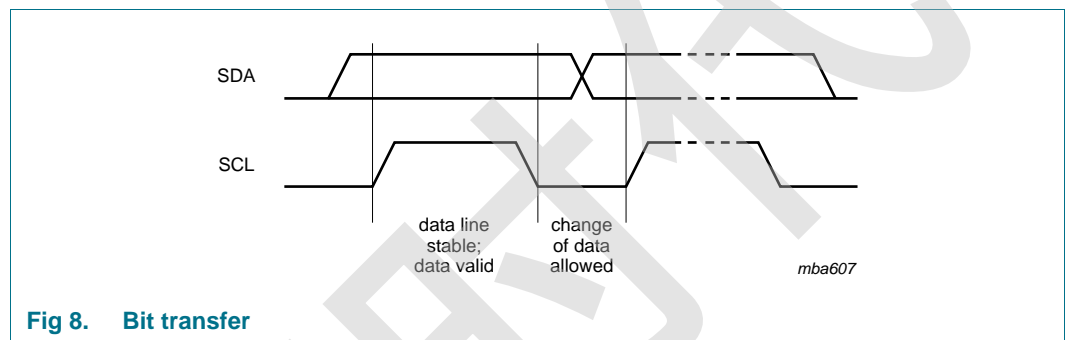 SDA
SCL
data line
stable;
data valid
change
of data
allowed
mba607
Fig 8. Bit transfer